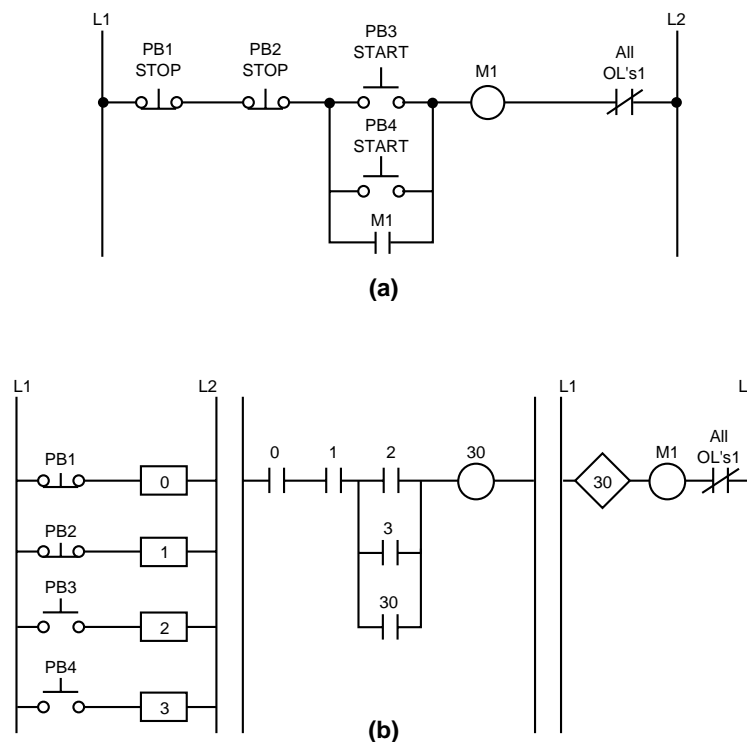 L1
L2
PB1
STOP
PB2
STOP
PB3
START
M1
All
OL's1
PB4
START
M1
(a)
L1
L2
L1
L
PB1
0
0
1
2
30
30
M1
All
OL's1
PB2
1
3
PB3
2
30
PB4
3
(b)